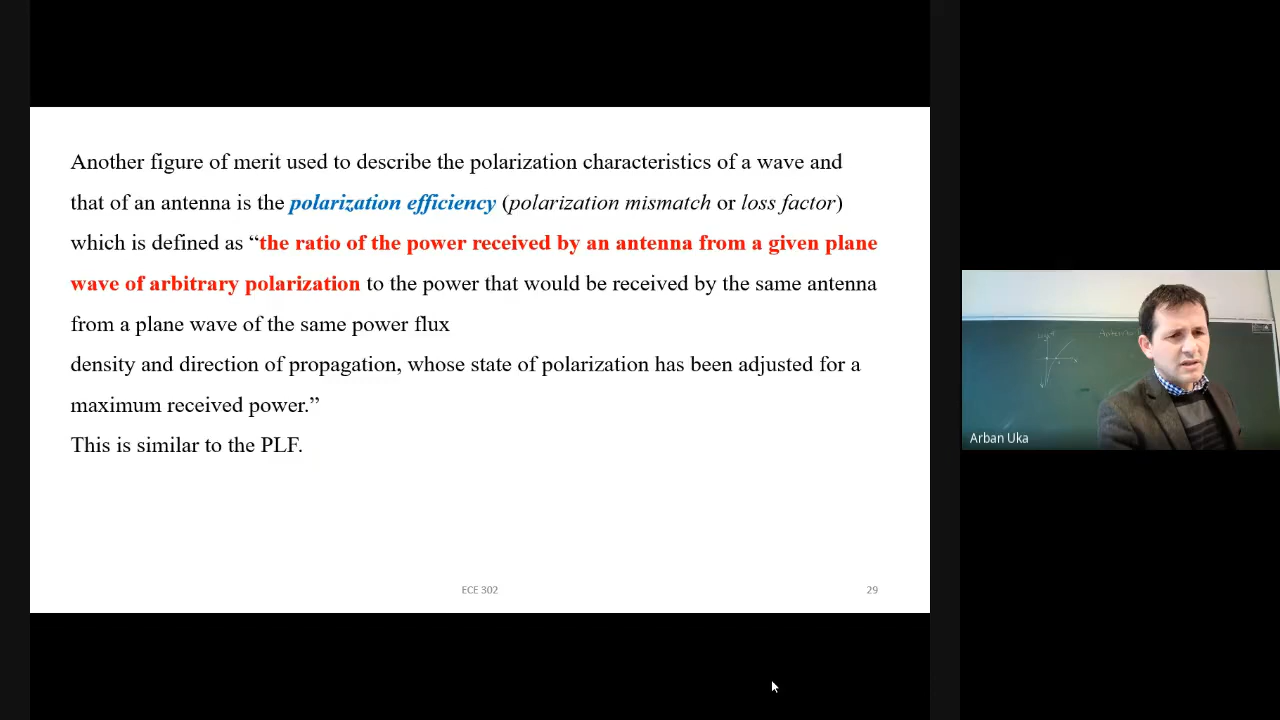 Another figure of merit used to describe the polarization characteristics of a wave and
that of an antenna is the polarization efficiency (polarization mismatch or loss factor)
which is defined as “the ratio of the power received by an antenna from a given plane
wave of arbitrary polarization to the power that would be received by the same antenna
from a plane wave of the same power flux
density and direction of propagation, whose state of polarization has been adjusted for a
maximum received power.”
This is similar to the PLF.
ECE 302
29
Arban Uka